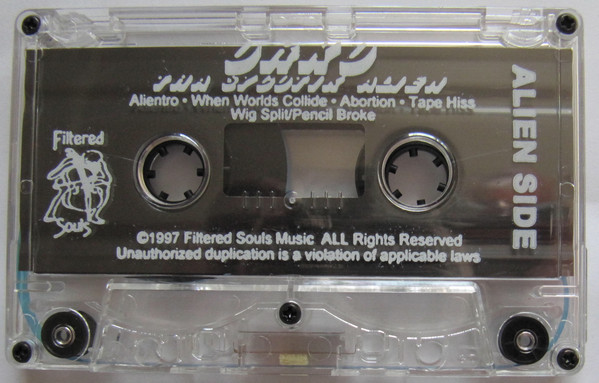 Alientro • When Worlds Collide • Abortion • Tape Hiss
Wig Split/Pencil Broke
Filtered
Souls
ALIEN SIDE
©1997 Filtered Souls Music ALL Rights Reserved
Unauthorized duplication is a violation of applicable laws